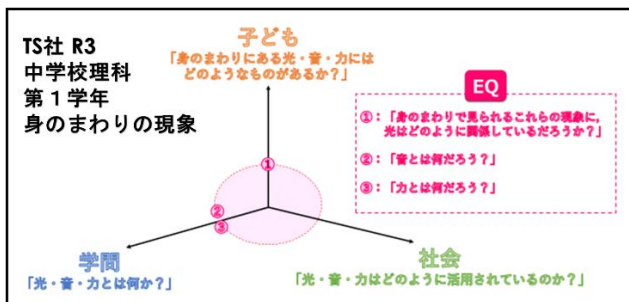 TS社 R3
中学校理科
第１学年
身のまわりの現象
子ども
「身のまわりにある光・音・力には
どのようなものがあるか？」
EQ
①：「身のまわりで見られるこれらの現象に，
光はどのように関係しているだろうか？」
②：「音とは何だろう？」
③：「力とは何だろう？」
①
②
③
学問
「光・音・力とは何か？」
社会
「光・音・力はどのように活用されているのか？」